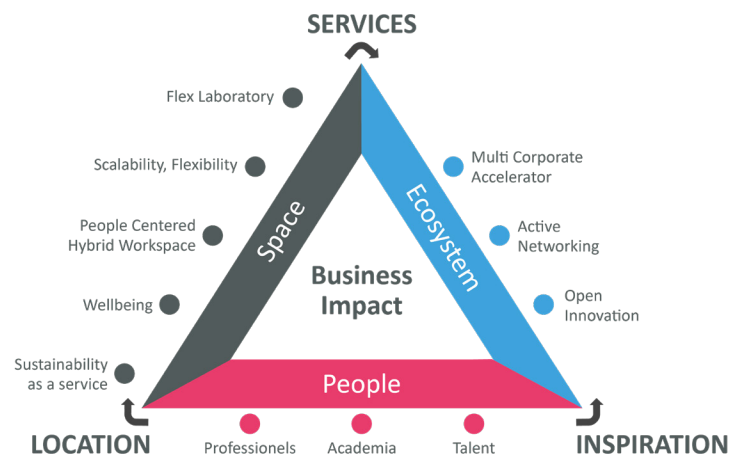 SERVICES
Flex Laboratory
Scalability, Flexibility
People Centered
Hybrid Workspace
Wellbeing
Sustainability
as a service
Space
Ecosystem
Business
Impact
People
Multi Corporate
Accelerator
Active
Networking
Open
Innovation
LOCATION
Professionels
Academia
Talent
INSPIRATION